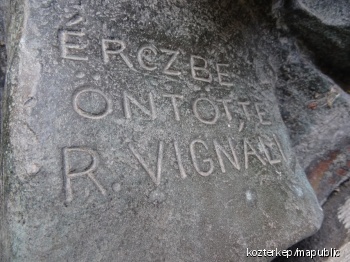 ÉRCZBE
ÖNTÖTTE
R. VIGNALI
kozterkep/mapublic